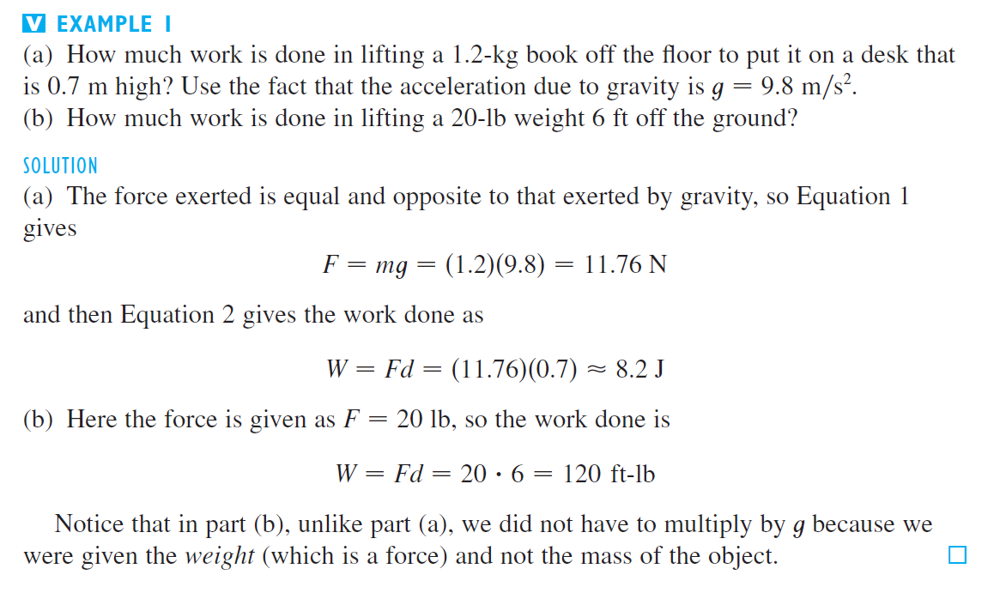 V EXAMPLE 1
(a) How much work is done in lifting a 1.2-kg book off the floor to put it on a desk that
is 0.7 m high? Use the fact that the acceleration due to gravity is g = 9.8 m/s².
(b) How much work is done in lifting a 20-lb weight 6 ft off the ground?
SOLUTION
(a) The force exerted is equal and opposite to that exerted by gravity, so Equation 1
gives
F = mg = (1.2)(9.8) = 11.76 N
and then Equation 2 gives the work done as
W = Fd = (11.76)(0.7) ≈ 8.2 J
(b) Here the force is given as F = 20 lb, so the work done is
W = Fd = 20 · 6 = 120 ft-lb
Notice that in part (b), unlike part (a), we did not have to multiply by g because we
were given the weight (which is a force) and not the mass of the object.